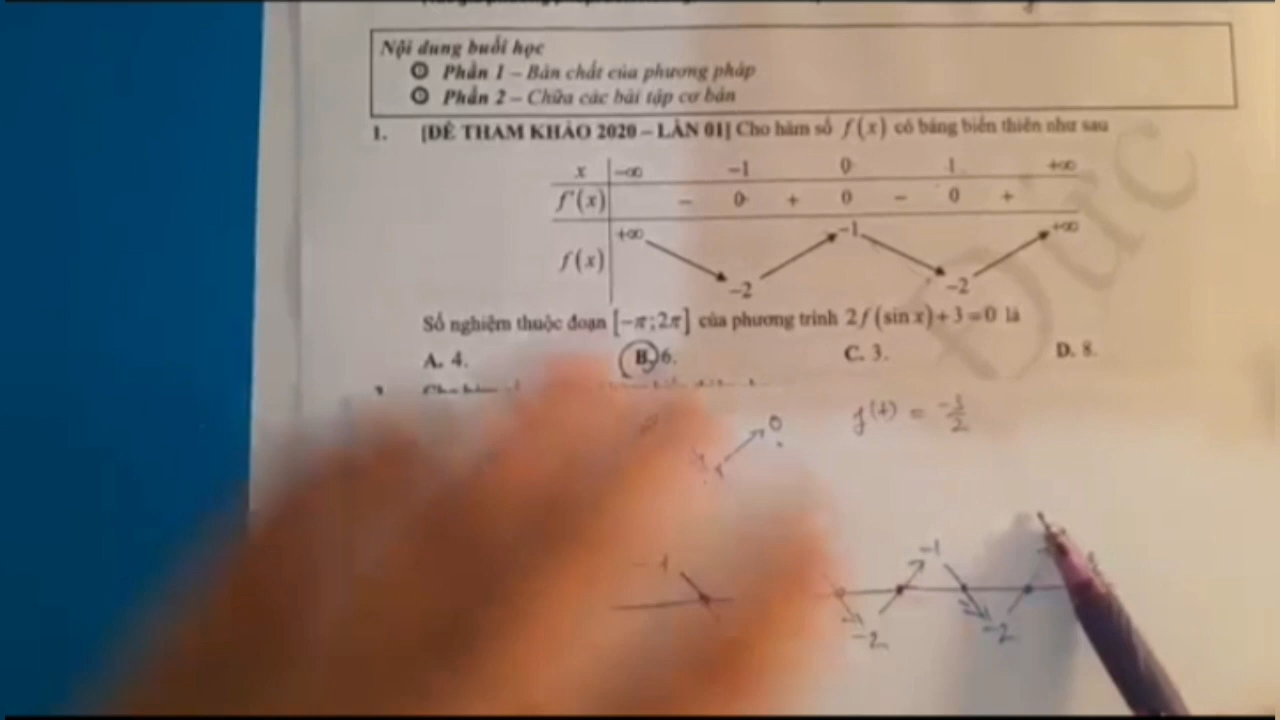 Nội dung buổi học
Phần 1 – Bản chất của phương pháp
Phần 2 – Chữa các bài tập cơ bản
1. [ĐỀ THAM KHẢO 2020 – LẦN 01] Cho hàm số f(x) có bảng biến thiên như sau
x −∞ −1 0 1 +∞
f'(x) − 0 + 0 − 0 +
+∞ −1 +∞
f(x)
−2 −2
Số nghiệm thuộc đoạn [−π;2π] của phương trình 2f(sin x)+3=0 là
A. 4. B. 6. C. 3. D. 8.
0 f(t) = -3/2
-1 -1
-2 -2
Đức